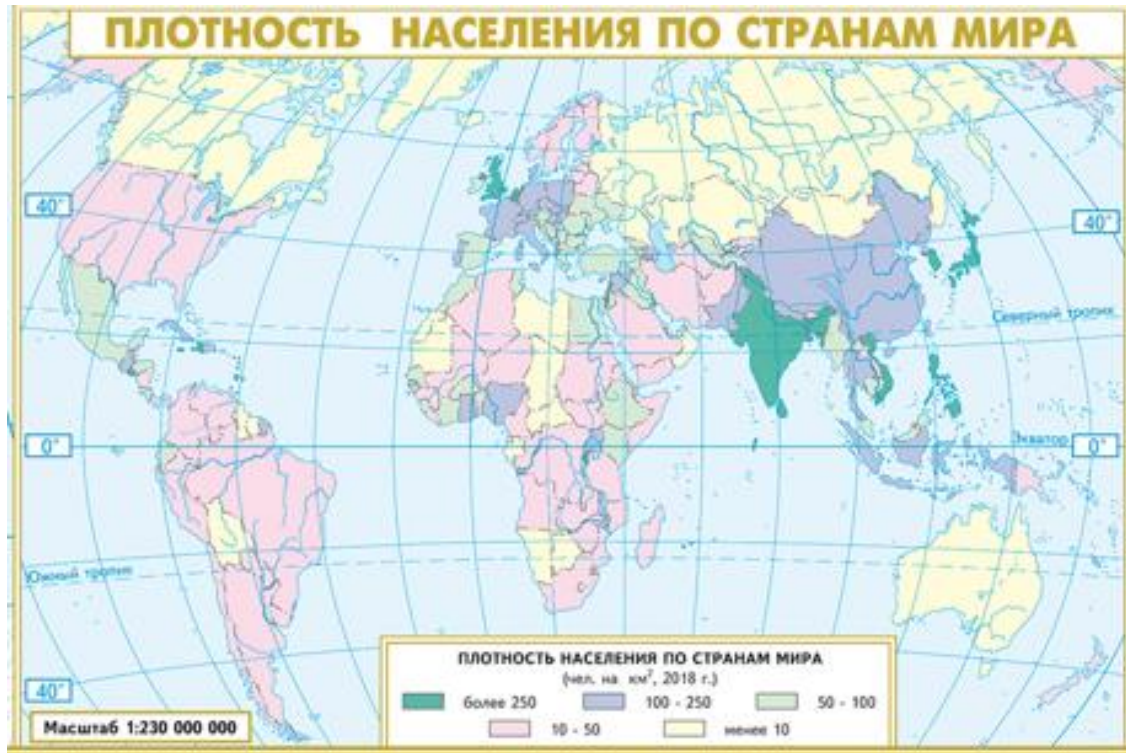 ПЛОТНОСТЬ НАСЕЛЕНИЯ ПО СТРАНАМ МИРА
40°
40°
Северный тропик
0°
Экватор
0°
Южный тропик
40°
Масштаб 1:230 000 000
ПЛОТНОСТЬ НАСЕЛЕНИЯ ПО СТРАНАМ МИРА
(чел. на км², 2018 г.)
более 250
100 - 250
50 - 100
10 - 50
менее 10